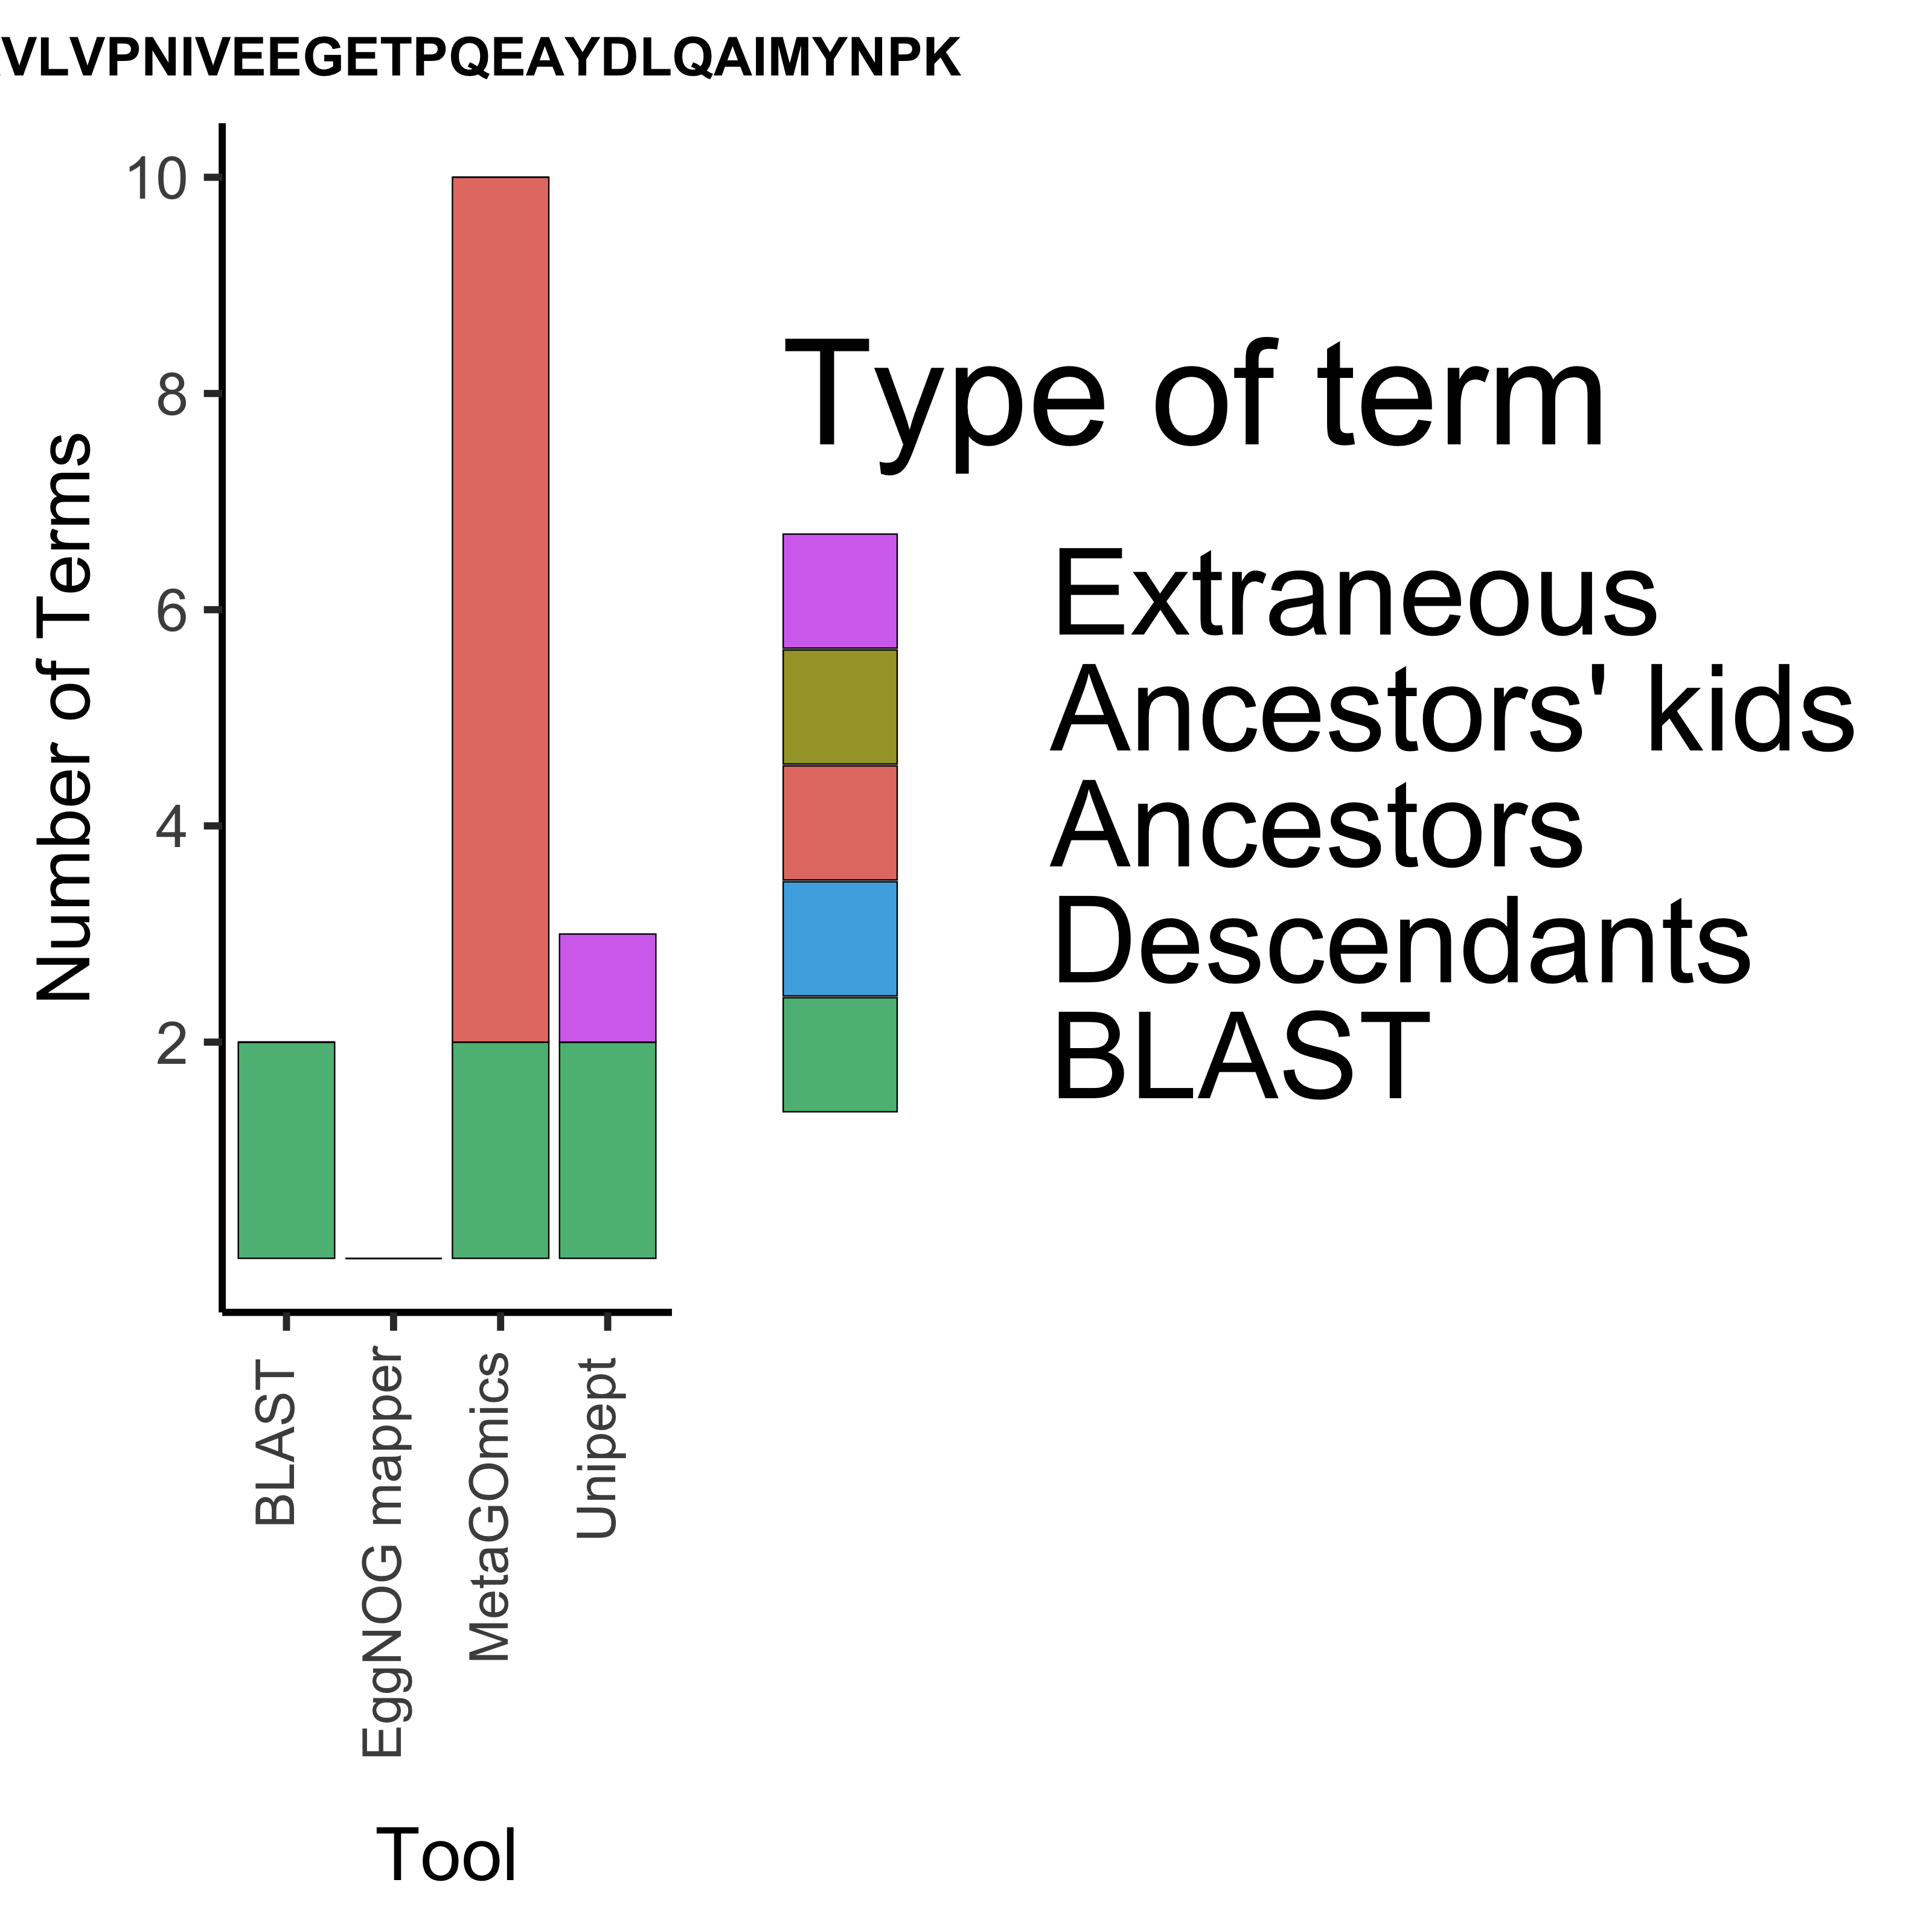 VLVPNIIVEEGETPQEAYDLQAIMYNPK
10
8
6
4
2
Number of Terms
BLAST
EggNOG mapper
MetaGOmics
Unipept
Tool
Type of term
Extraneous
Ancestors' kids
Ancestors
Descendants
BLAST